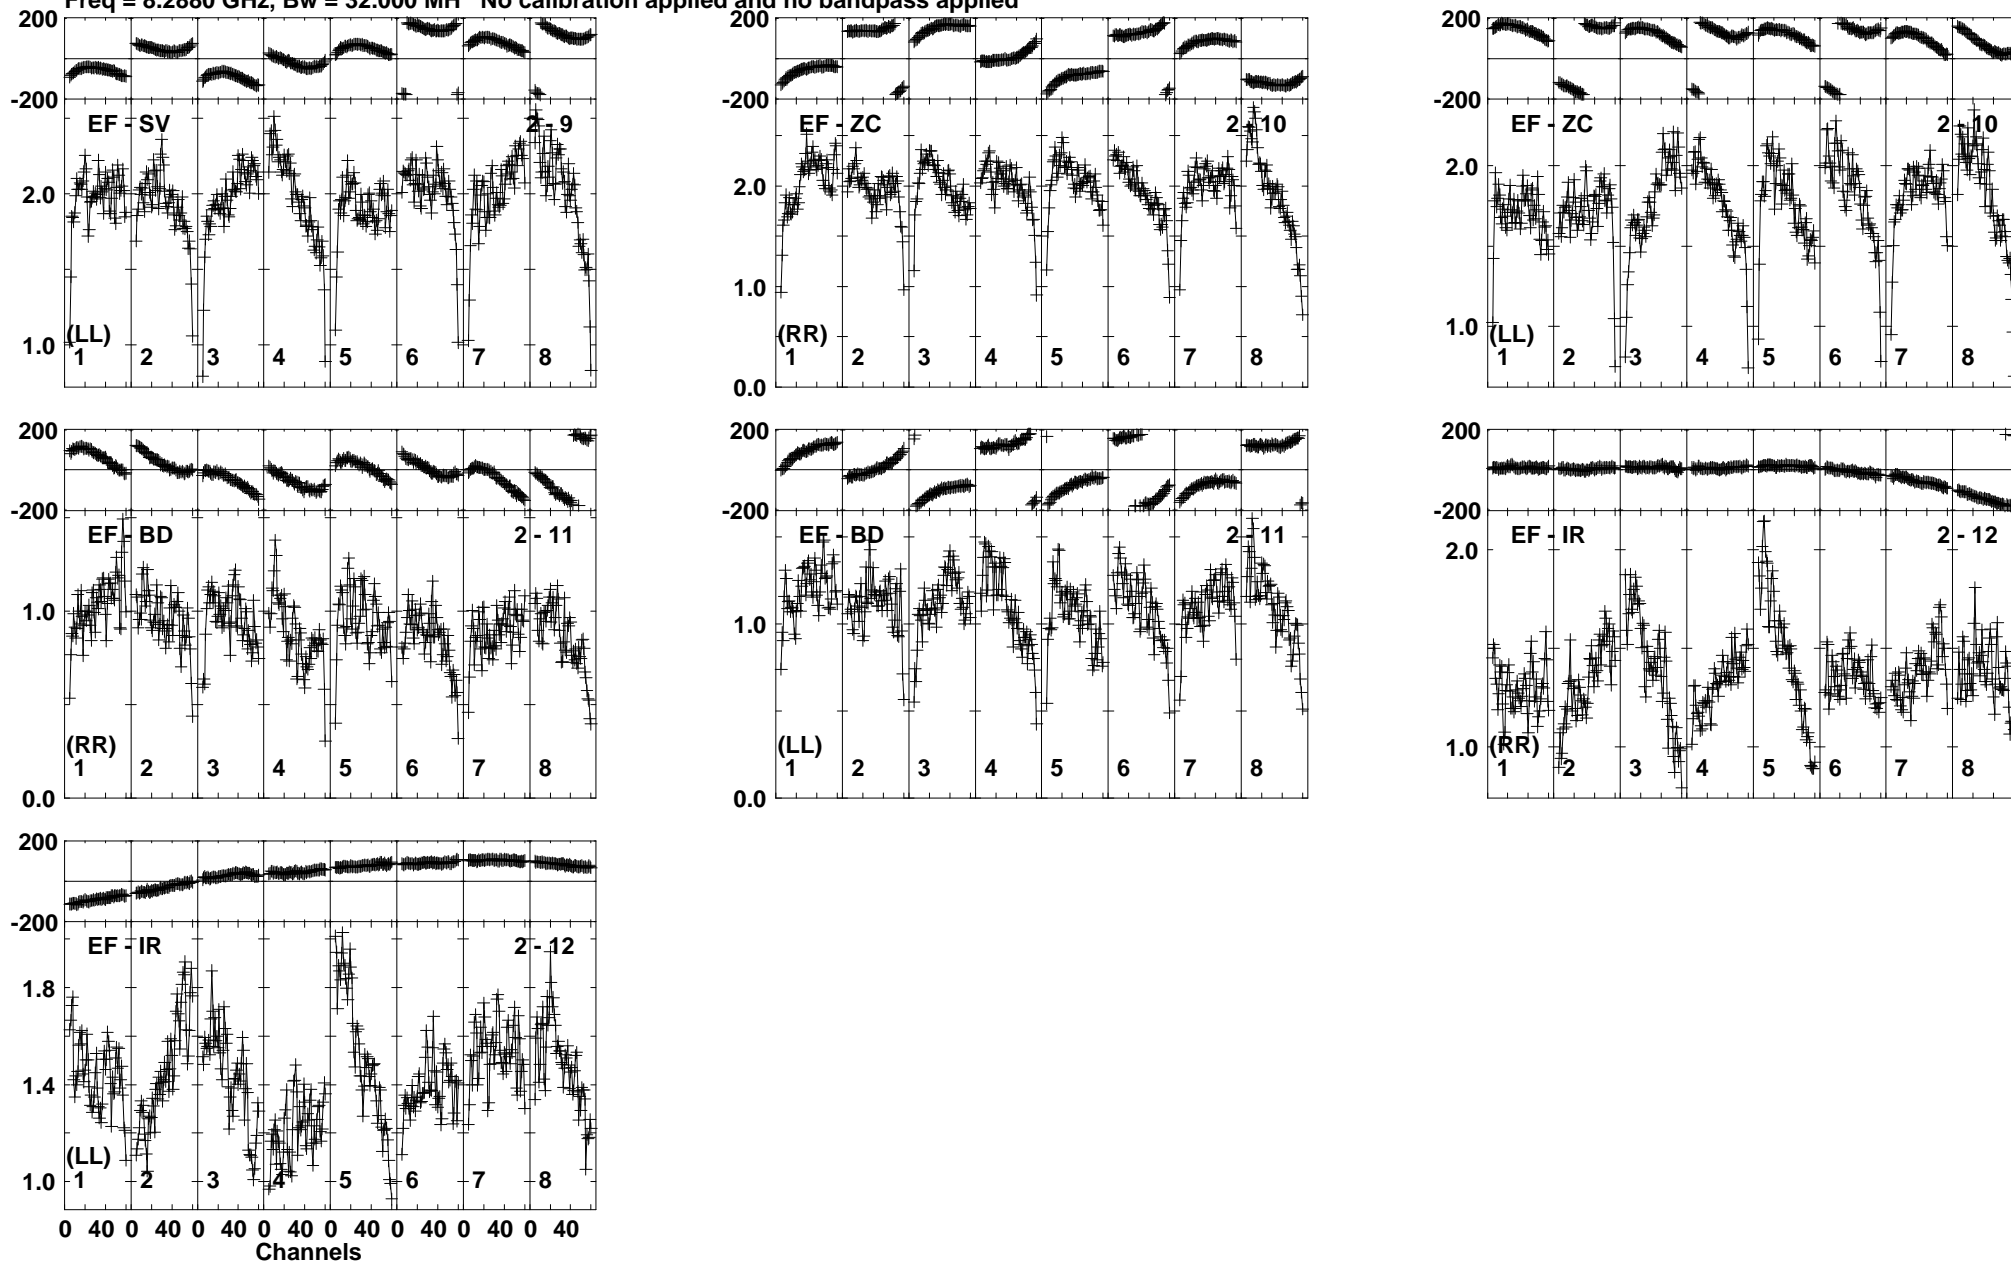 Freq = 8.2880 GHz, Bw = 32.000 MH No calibration applied and no bandpass applied
200
-200
EF - SV 2 - 9
2.0
1.0
(LL)
1 2 3 4 5 6 7 8
200
-200
EF - ZC 2 - 10
2.0
1.0
0.0
(RR)
1 2 3 4 5 6 7 8
200
-200
EF - ZC 2 - 10
2.0
1.0
(LL)
1 2 3 4 5 6 7 8
200
-200
EF - BD 2 - 11
1.0
0.0
(RR)
1 2 3 4 5 6 7 8
200
-200
EF - BD 2 - 11
1.0
0.0
(LL)
1 2 3 4 5 6 7 8
200
-200
EF - IR 2 - 12
2.0
1.0
(RR)
1 2 3 4 5 6 7 8
200
-200
EF - IR 2 - 12
1.8
1.4
1.0
(LL)
1 2 3 4 5 6 7 8
0 40 0 40 0 40 0 40 0 40 0 40 0 40 0 40
Channels